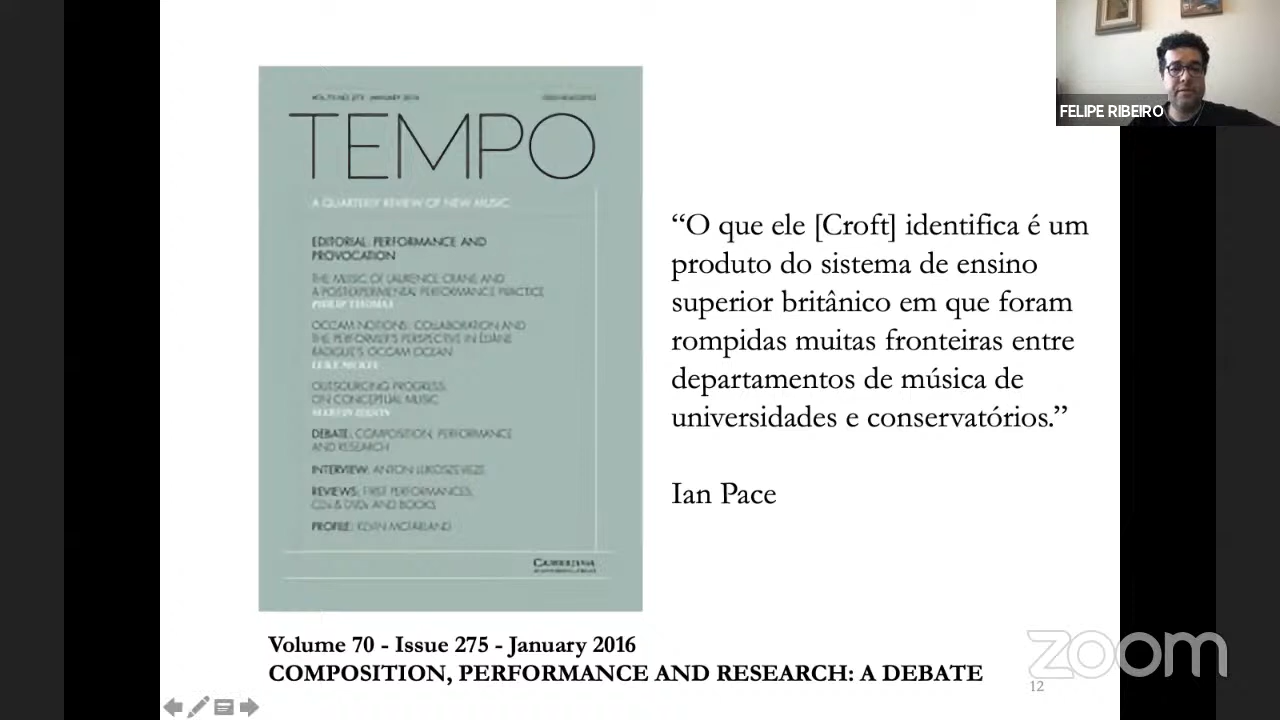 TEMPO
A QUARTERLY REVIEW OF NEW MUSIC
EDITORIAL: PERFORMANCE AND
PROVOCATION
THE MUSIC OF LAURENCE CRANE AND
A POST-EXPERIMENTAL PERFORMANCE PRACTICE
PHILIP THOMAS
OCCAM NOTIONS: COLLABORATION AND
THE PERFORMER'S PERSPECTIVE IN ÉLIANE
RADIGUE'S OCCAM OCEAN
OUTSOURCING PROGRESS:
ON CONCEPTUAL MUSIC
DEBATE: COMPOSITION, PERFORMANCE
AND RESEARCH
INTERVIEW: ANTON LUKOSZEVIEZE
REVIEWS: FIRST PERFORMANCES,
CDs & DVDs AND BOOKS
PROFILE: KEVIN MCFARLAND
CAMBRIDGE
FELIPE RIBEIRO
“O que ele [Croft] identifica é um
produto do sistema de ensino
superior britânico em que foram
rompidas muitas fronteiras entre
departamentos de música de
universidades e conservatórios.”
Ian Pace
Volume 70 - Issue 275 - January 2016
COMPOSITION, PERFORMANCE AND RESEARCH: A DEBATE
12
zoom